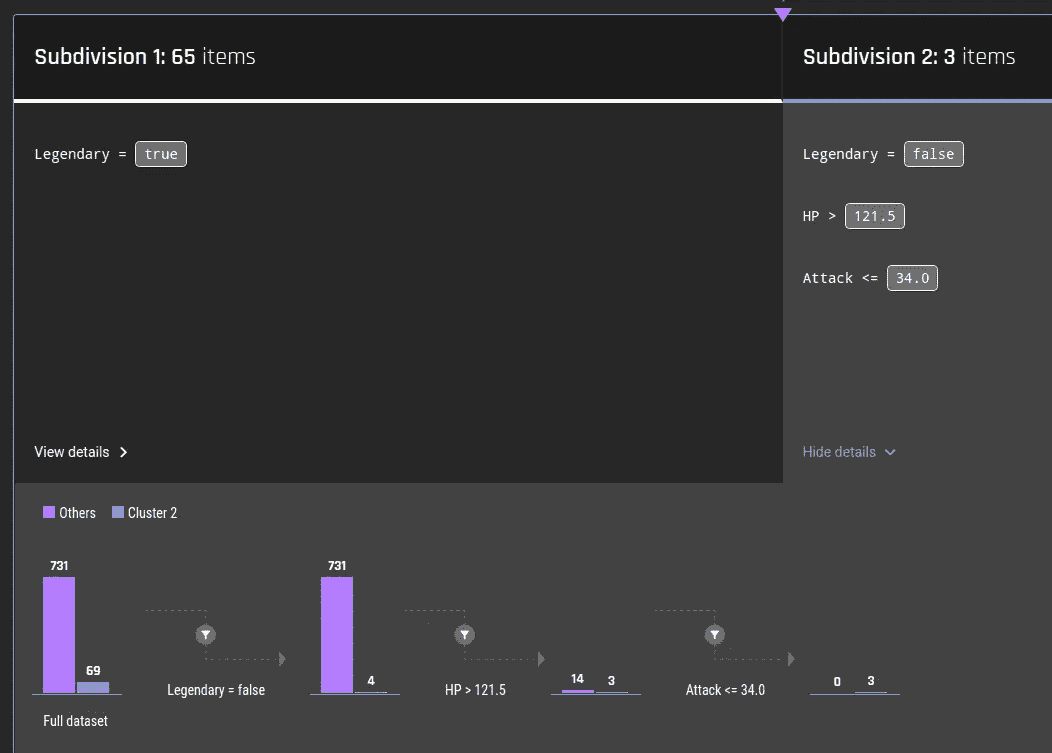 Subdivision 1: 65 items
Subdivision 2: 3 items
Legendary = true
Legendary = false
HP > 121.5
Attack <= 34.0
View details
Hide details
Others
Cluster 2
731
69
Full dataset
Legendary = false
731
4
HP > 121.5
14
3
Attack <= 34.0
0
3